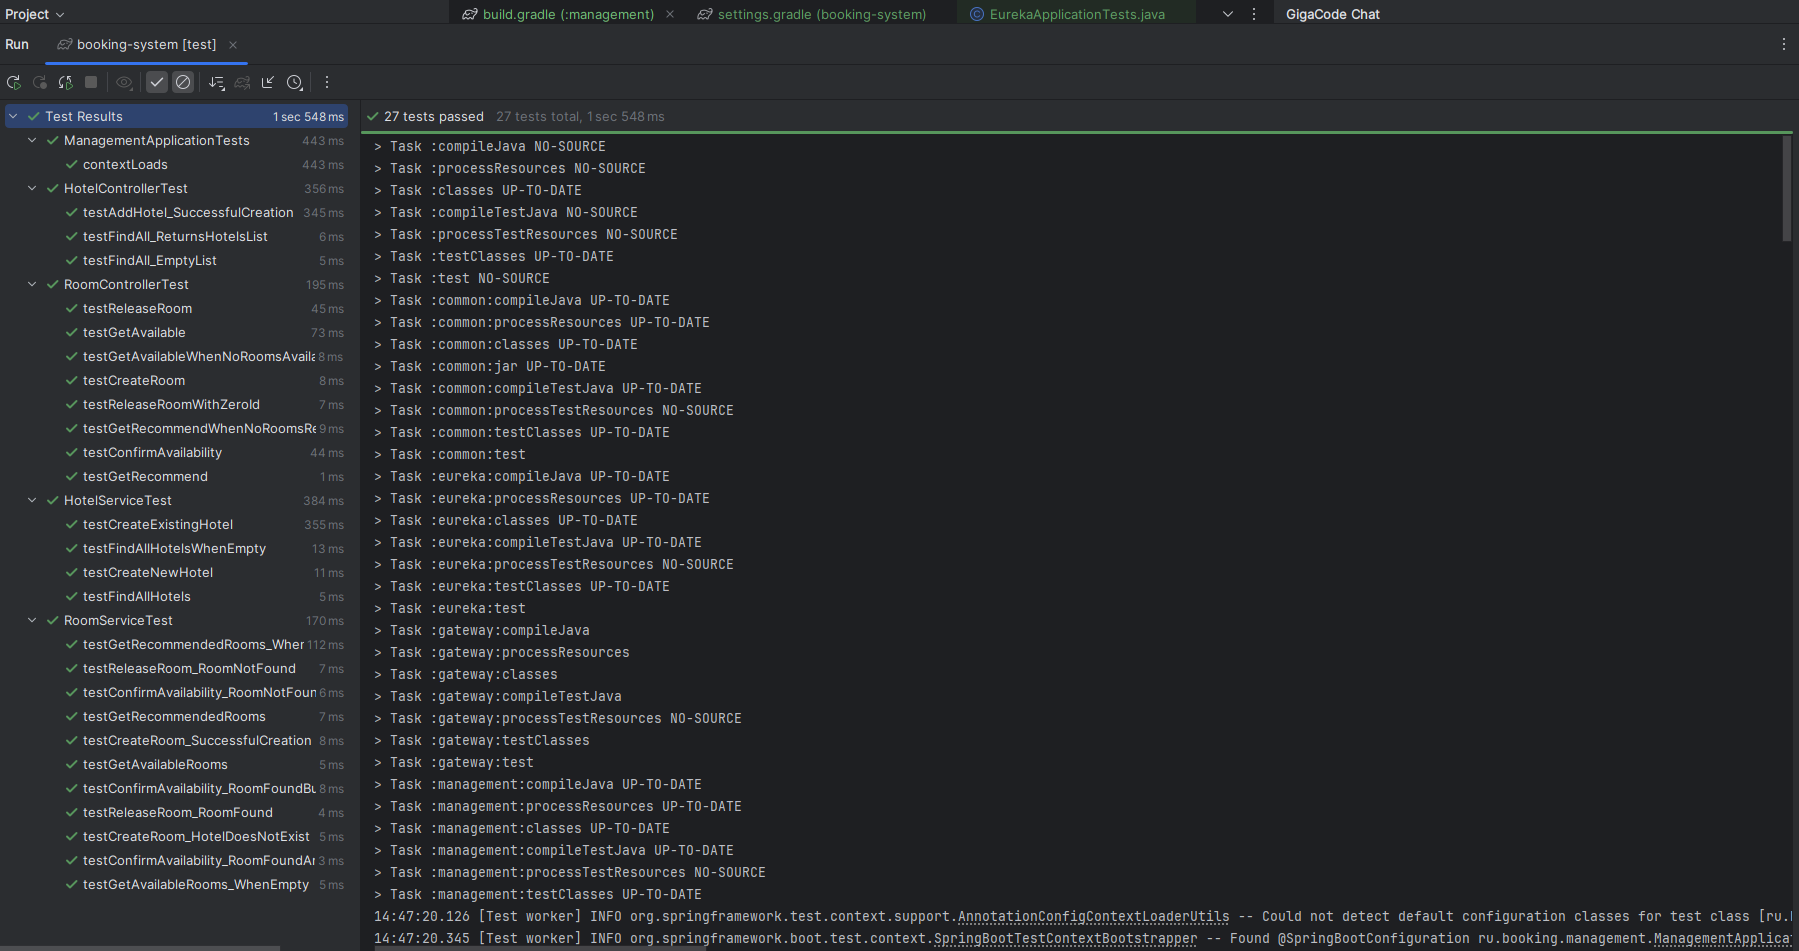 Project
build.gradle (:management)
settings.gradle (booking-system)
EurekaApplicationTests.java
GigaCode Chat
Run
booking-system [test]
Test Results 1 sec 548 ms
ManagementApplicationTests 443 ms
contextLoads 443 ms
HotelControllerTest 356 ms
testAddHotel_SuccessfulCreation 345 ms
testFindAll_ReturnsHotelsList 6 ms
testFindAll_EmptyList 5 ms
RoomControllerTest 195 ms
testReleaseRoom 45 ms
testGetAvailable 73 ms
testGetAvailableWhenNoRoomsAvaila 8 ms
testCreateRoom 8 ms
testReleaseRoomWithZeroId 7 ms
testGetRecommendWhenNoRoomsRe 9 ms
testConfirmAvailability 44 ms
testGetRecommend 1 ms
HotelServiceTest 384 ms
testCreateExistingHotel 355 ms
testFindAllHotelsWhenEmpty 13 ms
testCreateNewHotel 11 ms
testFindAllHotels 5 ms
RoomServiceTest 170 ms
testGetRecommendedRooms_When 112 ms
testReleaseRoom_RoomNotFound 7 ms
testConfirmAvailability_RoomNotFoun 6 ms
testGetRecommendedRooms 7 ms
testCreateRoom_SuccessfulCreation 8 ms
testGetAvailableRooms 5 ms
testConfirmAvailability_RoomFoundBu 8 ms
testReleaseRoom_RoomFound 4 ms
testCreateRoom_HotelDoesNotExist 5 ms
testConfirmAvailability_RoomFoundAn 3 ms
testGetAvailableRooms_WhenEmpty 5 ms
27 tests passed 27 tests total, 1 sec 548 ms
> Task :compileJava NO-SOURCE
> Task :processResources NO-SOURCE
> Task :classes UP-TO-DATE
> Task :compileTestJava NO-SOURCE
> Task :processTestResources NO-SOURCE
> Task :testClasses UP-TO-DATE
> Task :test NO-SOURCE
> Task :common:compileJava UP-TO-DATE
> Task :common:processResources UP-TO-DATE
> Task :common:classes UP-TO-DATE
> Task :common:jar UP-TO-DATE
> Task :common:compileTestJava UP-TO-DATE
> Task :common:processTestResources NO-SOURCE
> Task :common:testClasses UP-TO-DATE
> Task :common:test
> Task :eureka:compileJava UP-TO-DATE
> Task :eureka:processResources UP-TO-DATE
> Task :eureka:classes UP-TO-DATE
> Task :eureka:compileTestJava UP-TO-DATE
> Task :eureka:processTestResources NO-SOURCE
> Task :eureka:testClasses UP-TO-DATE
> Task :eureka:test
> Task :gateway:compileJava
> Task :gateway:processResources
> Task :gateway:classes
> Task :gateway:compileTestJava
> Task :gateway:processTestResources NO-SOURCE
> Task :gateway:testClasses
> Task :gateway:test
> Task :management:compileJava UP-TO-DATE
> Task :management:processResources UP-TO-DATE
> Task :management:classes UP-TO-DATE
> Task :management:compileTestJava UP-TO-DATE
> Task :management:processTestResources NO-SOURCE
> Task :management:testClasses UP-TO-DATE
14:47:20.126 [Test worker] INFO org.springframework.test.context.support.AnnotationConfigContextLoaderUtils -- Could not detect default configuration classes for test class [ru.
14:47:20.345 [Test worker] INFO org.springframework.boot.test.context.SpringBootTestContextBootstrapper -- Found @SpringBootConfiguration ru.booking.management.ManagementApplicat